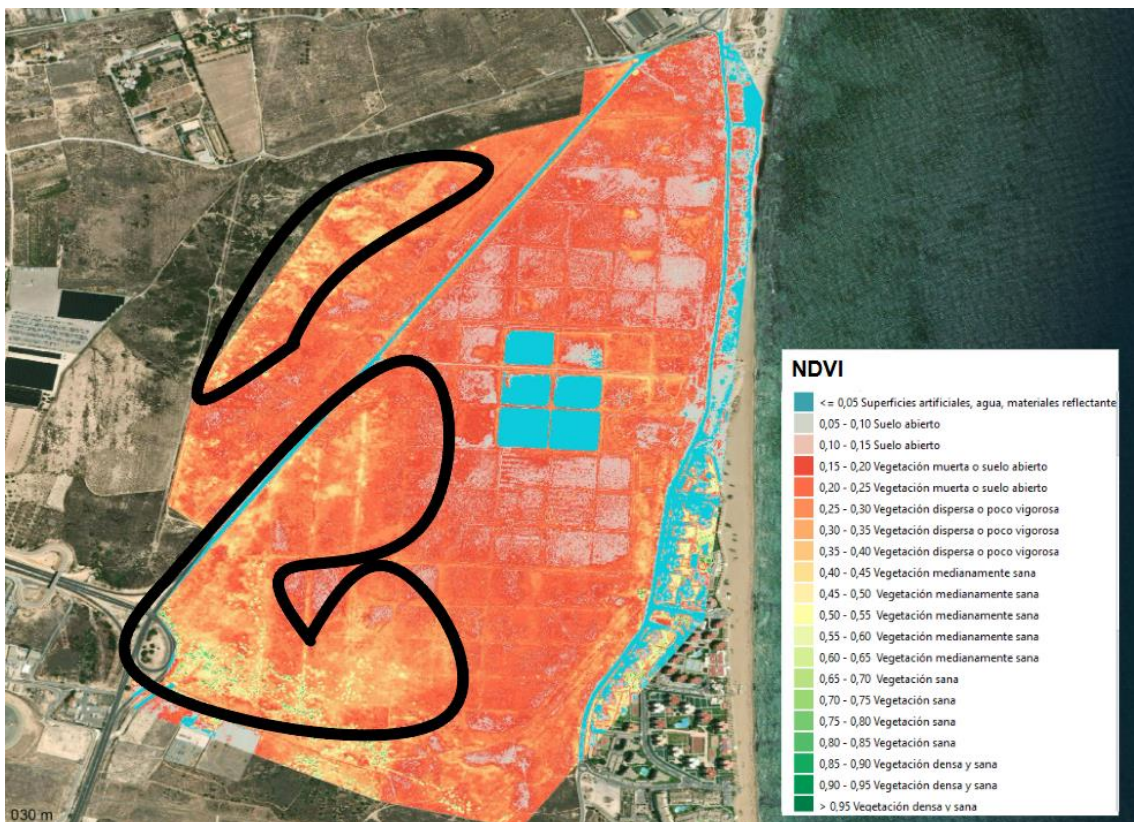 NDVI
<= 0,05 Superficies artificiales, agua, materiales reflectante
0,05 - 0,10 Suelo abierto
0,10 - 0,15 Suelo abierto
0,15 - 0,20 Vegetación muerta o suelo abierto
0,20 - 0,25 Vegetación muerta o suelo abierto
0,25 - 0,30 Vegetación dispersa o poco vigorosa
0,30 - 0,35 Vegetación dispersa o poco vigorosa
0,35 - 0,40 Vegetación dispersa o poco vigorosa
0,40 - 0,45 Vegetación medianamente sana
0,45 - 0,50 Vegetación medianamente sana
0,50 - 0,55 Vegetación medianamente sana
0,55 - 0,60 Vegetación medianamente sana
0,60 - 0,65 Vegetación medianamente sana
0,65 - 0,70 Vegetación sana
0,70 - 0,75 Vegetación sana
0,75 - 0,80 Vegetación sana
0,80 - 0,85 Vegetación sana
0,85 - 0,90 Vegetación densa y sana
0,90 - 0,95 Vegetación densa y sana
> 0,95 Vegetación densa y sana
030 m